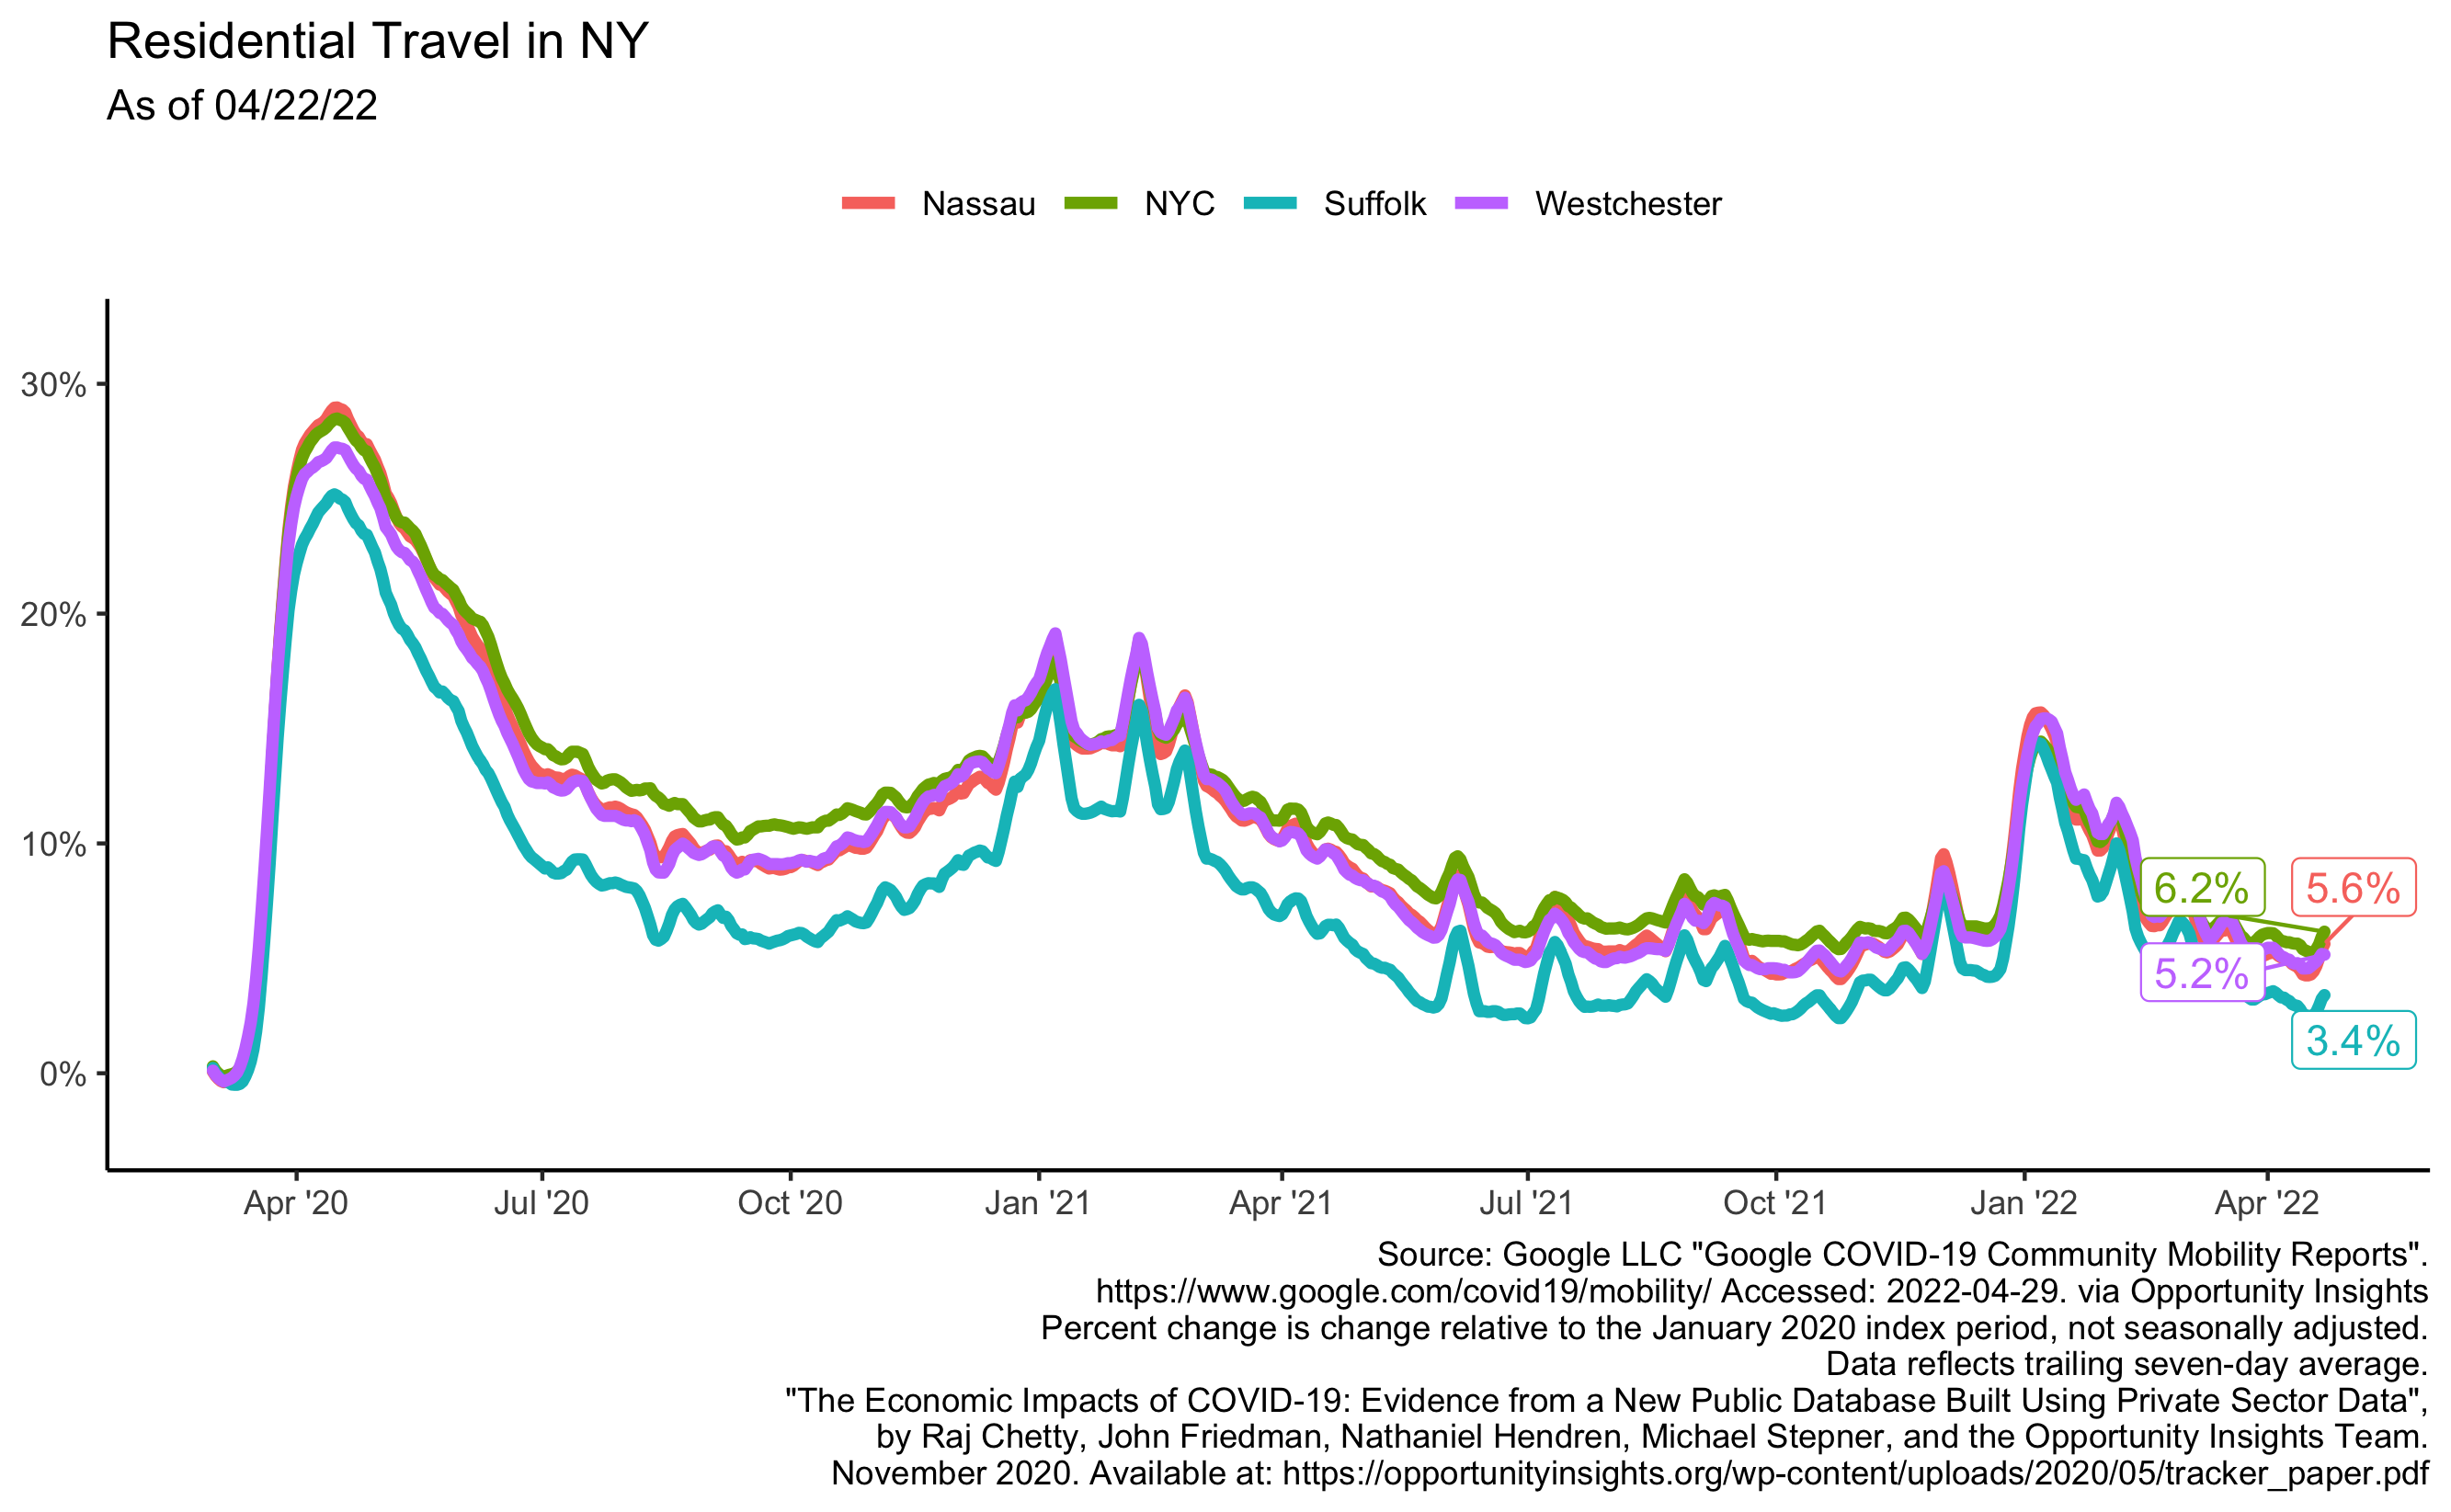 Residential Travel in NY
As of 04/22/22
Nassau NYC Suffolk Westchester
30%
20%
10%
0%
6.2% 5.6%
5.2%
3.4%
Apr '20 Jul '20 Oct '20 Jan '21 Apr '21 Jul '21 Oct '21 Jan '22 Apr '22
Source: Google LLC "Google COVID-19 Community Mobility Reports".
https://www.google.com/covid19/mobility/ Accessed: 2022-04-29. via Opportunity Insights
Percent change is change relative to the January 2020 index period, not seasonally adjusted.
Data reflects trailing seven-day average.
"The Economic Impacts of COVID-19: Evidence from a New Public Database Built Using Private Sector Data",
by Raj Chetty, John Friedman, Nathaniel Hendren, Michael Stepner, and the Opportunity Insights Team.
November 2020. Available at: https://opportunityinsights.org/wp-content/uploads/2020/05/tracker_paper.pdf